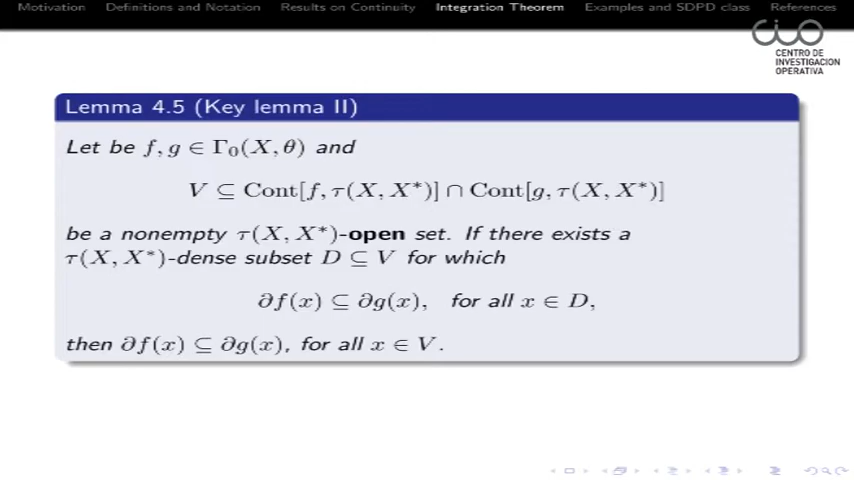 Motivation Definitions and Notation Results on Continuity Integration Theorem Examples and SDPD class References
CIO
CENTRO DE
INVESTIGACION
OPERATIVA
Lemma 4.5 (Key lemma II)
Let be f, g ∈ Γ₀(X, θ) and
V ⊆ Cont[f, τ(X, X*)] ∩ Cont[g, τ(X, X*)]
be a nonempty τ(X, X*)-open set. If there exists a
τ(X, X*)-dense subset D ⊆ V for which
∂f(x) ⊆ ∂g(x), for all x ∈ D,
then ∂f(x) ⊆ ∂g(x), for all x ∈ V.